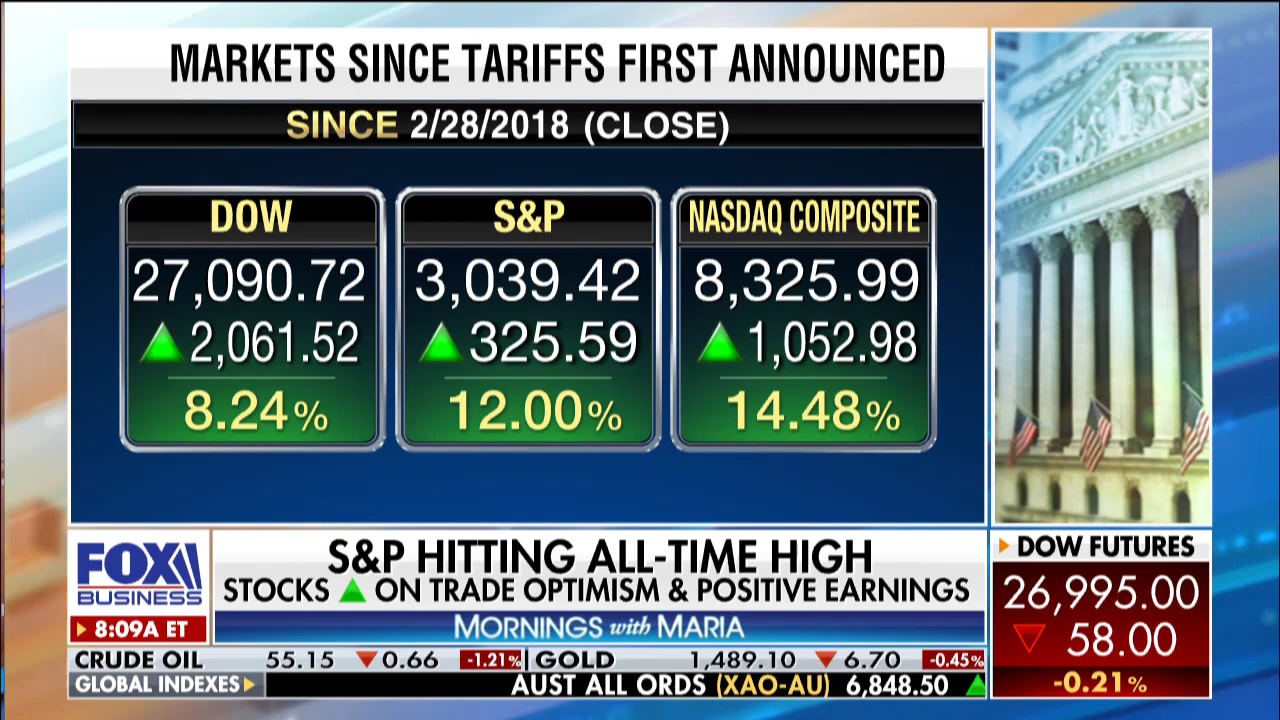 MARKETS SINCE TARIFFS FIRST ANNOUNCED
SINCE 2/28/2018 (CLOSE)
DOW
27,090.72
▲ 2,061.52
8.24%
S&P
3,039.42
▲ 325.59
12.00%
NASDAQ COMPOSITE
8,325.99
▲ 1,052.98
14.48%
FOX
BUSINESS
8:09A ET
S&P HITTING ALL-TIME HIGH
STOCKS ▲ ON TRADE OPTIMISM & POSITIVE EARNINGS
MORNINGS with MARIA
DOW FUTURES
26,995.00
▽ 58.00
-0.21%
CRUDE OIL 55.15 ▼ 0.66 -1.21% GOLD 1,489.10 ▼ 6.70 -0.45%
GLOBAL INDEXES AUST ALL ORDS (XAO-AU) 6,848.50 ▲